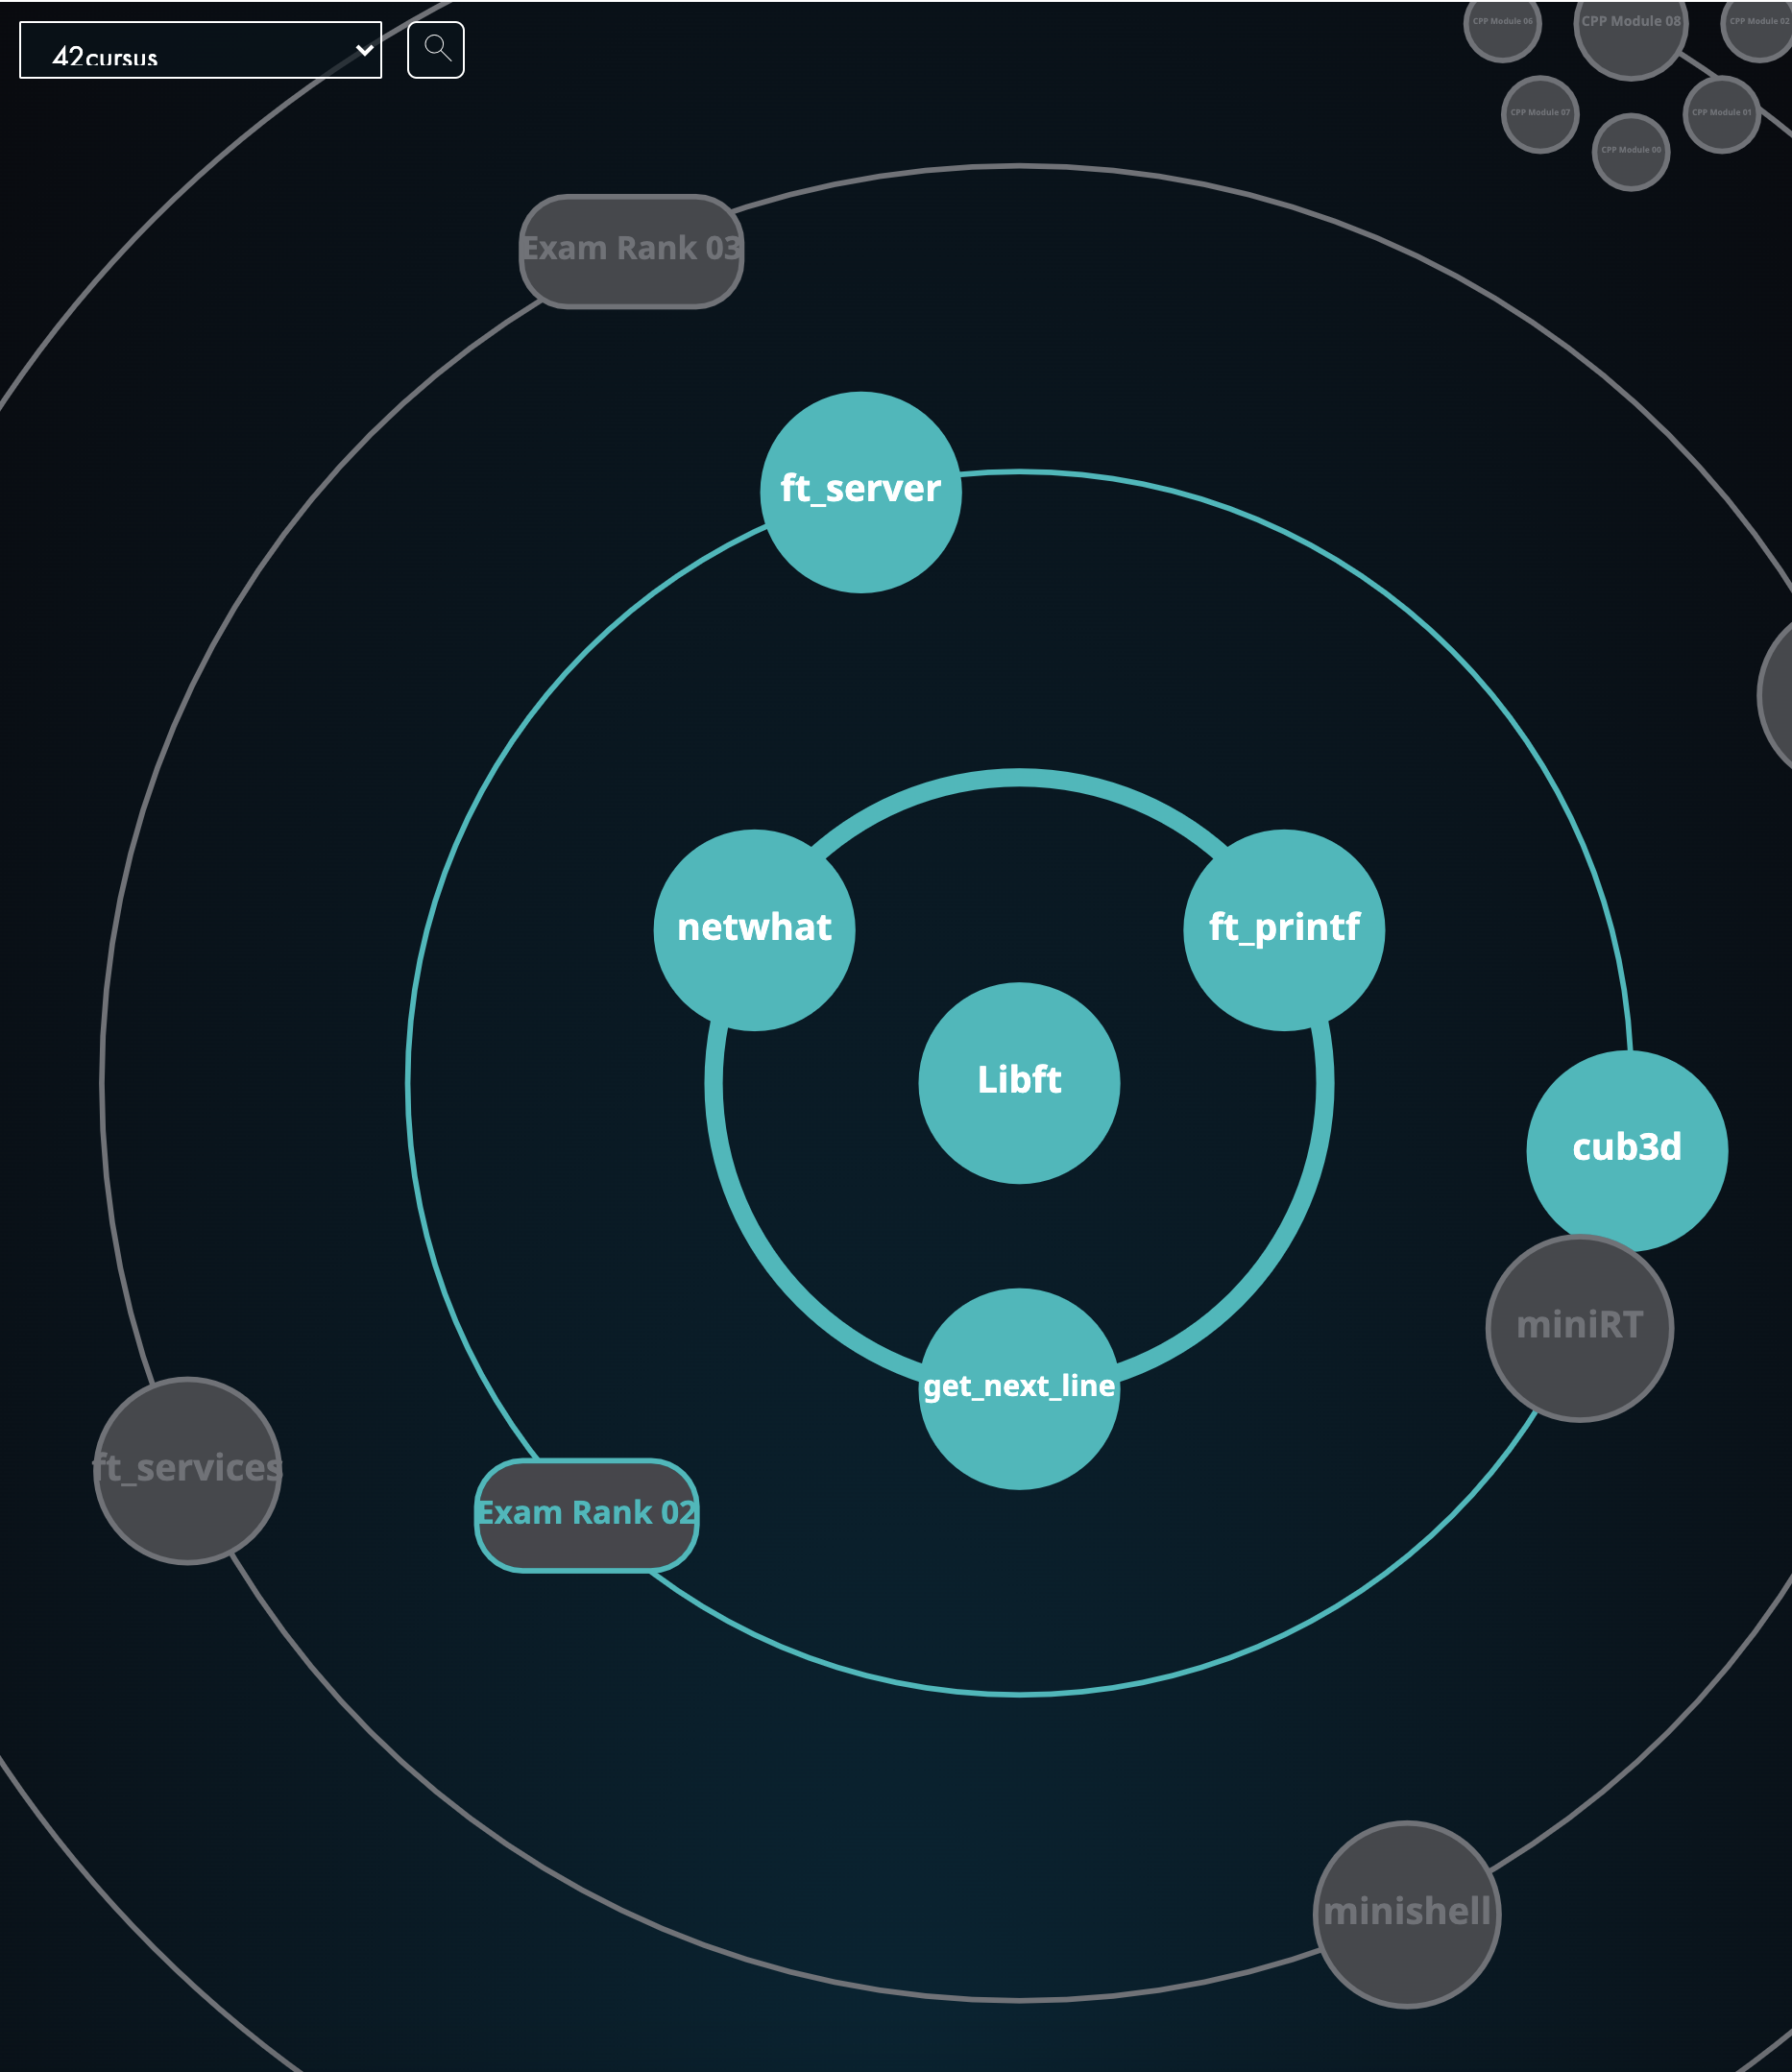 42cursus
CPP Module 06
CPP Module 08
CPP Module 02
CPP Module 07
CPP Module 01
CPP Module 00
Exam Rank 03
ft_server
netwhat
ft_printf
Libft
cub3d
miniRT
get_next_line
ft_services
Exam Rank 02
minishell